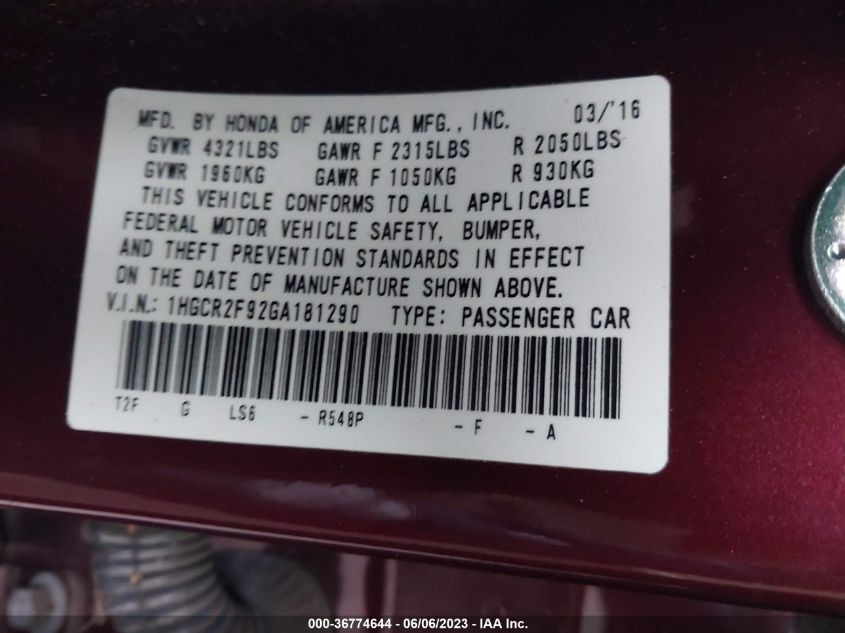 MFD. BY HONDA OF AMERICA MFG., INC. 03/'16
GVWR 4321LBS GAWR F 2315LBS R 2050LBS
GVWR 1960KG GAWR F 1050KG R 930KG
THIS VEHICLE CONFORMS TO ALL APPLICABLE
FEDERAL MOTOR VEHICLE SAFETY, BUMPER,
AND THEFT PREVENTION STANDARDS IN EFFECT
ON THE DATE OF MANUFACTURE SHOWN ABOVE.
V.I.N.: 1HGCR2F92GA181290 TYPE: PASSENGER CAR
T2F G LS6 - R548P - F - A
000-36774644 - 06/06/2023 - IAA Inc.